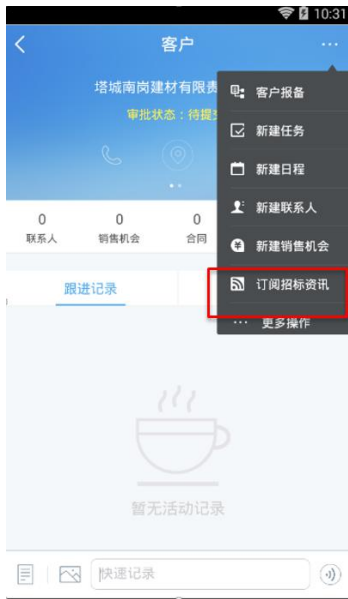 10:31
客户
塔城南岗建材有限责
审批状态：待提
客户报备
新建任务
新建日程
新建联系人
新建销售机会
订阅招标资讯
更多操作
0 0 0
联系人 销售机会 合同
跟进记录
暂无活动记录
快速记录